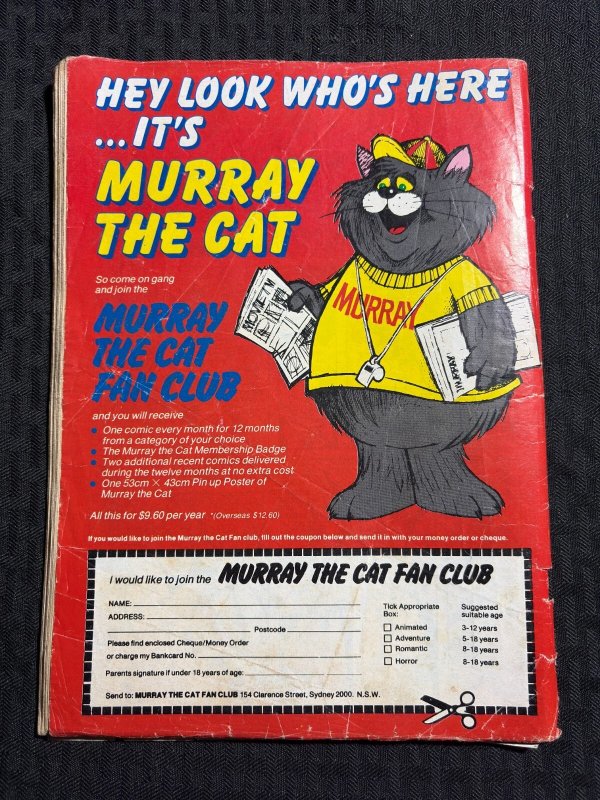 HEY LOOK WHO'S HERE
...IT'S
MURRAY
THE CAT
So come on gang
and join the
MURRAY
THE CAT
FAN CLUB
and you will receive
• One comic every month for 12 months
from a category of your choice
• The Murray the Cat Membership Badge
• Two additional recent comics delivered
during the twelve months at no extra cost
• One 53cm × 43cm Pin up Poster of
Murray the Cat
All this for $9.60 per year *(Overseas $12.60)
MURRAY
MURRAY
If you would like to join the Murray the Cat Fan club, fill out the coupon below and send it in with your money order or cheque.
I would like to join the MURRAY THE CAT FAN CLUB
NAME:
ADDRESS:
Postcode
Please find enclosed Cheque/Money Order
or charge my Bankcard No.
Parents signature if under 18 years of age:
Tick Appropriate Suggested
Box: suitable age
Animated 3-12 years
Adventure 5-18 years
Romantic 8-18 years
Horror 8-18 years
Send to: MURRAY THE CAT FAN CLUB 154 Clarence Street, Sydney 2000. N.S.W.